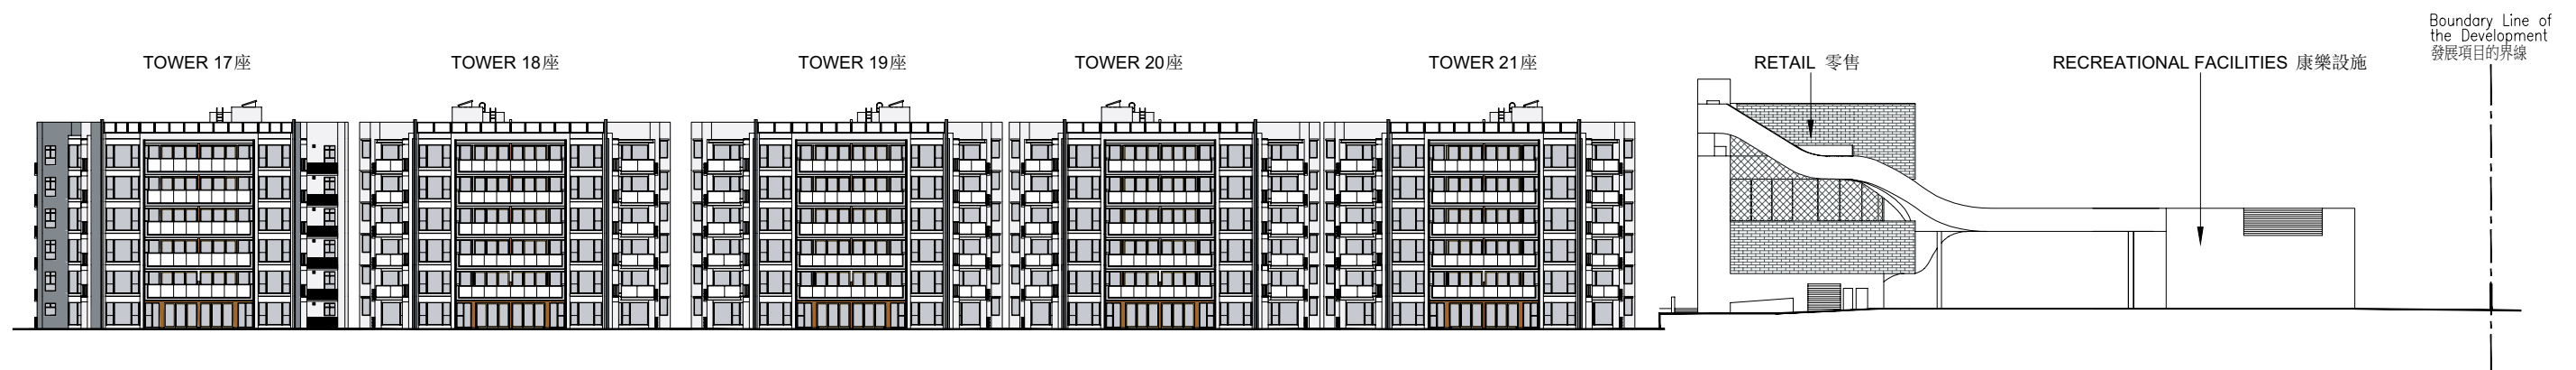 TOWER 17座
TOWER 18座
TOWER 19座
TOWER 20座
TOWER 21座
RETAIL 零售
RECREATIONAL FACILITIES 康樂設施
Boundary Line of
the Development
發展項目的界線